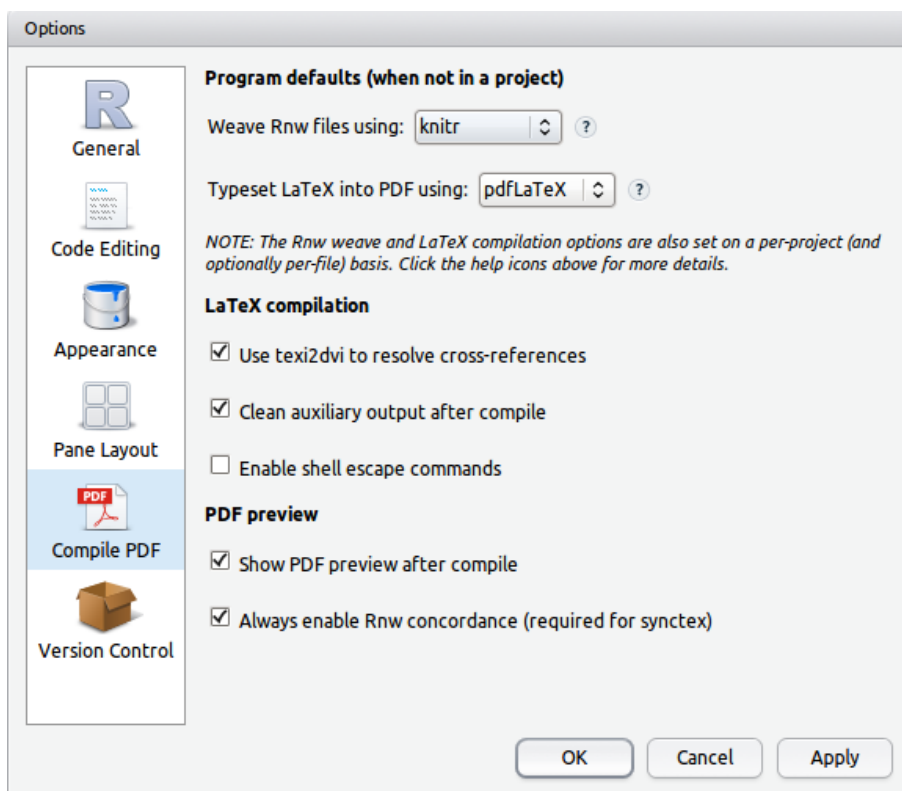 Options
General
Code Editing
Appearance
Pane Layout
PDF
Compile PDF
Version Control
Program defaults (when not in a project)
Weave Rnw files using: knitr ?
Typeset LaTeX into PDF using: pdfLaTeX ?
NOTE: The Rnw weave and LaTeX compilation options are also set on a per-project (and
optionally per-file) basis. Click the help icons above for more details.
LaTeX compilation
Use texi2dvi to resolve cross-references
Clean auxiliary output after compile
Enable shell escape commands
PDF preview
Show PDF preview after compile
Always enable Rnw concordance (required for synctex)
OK Cancel Apply